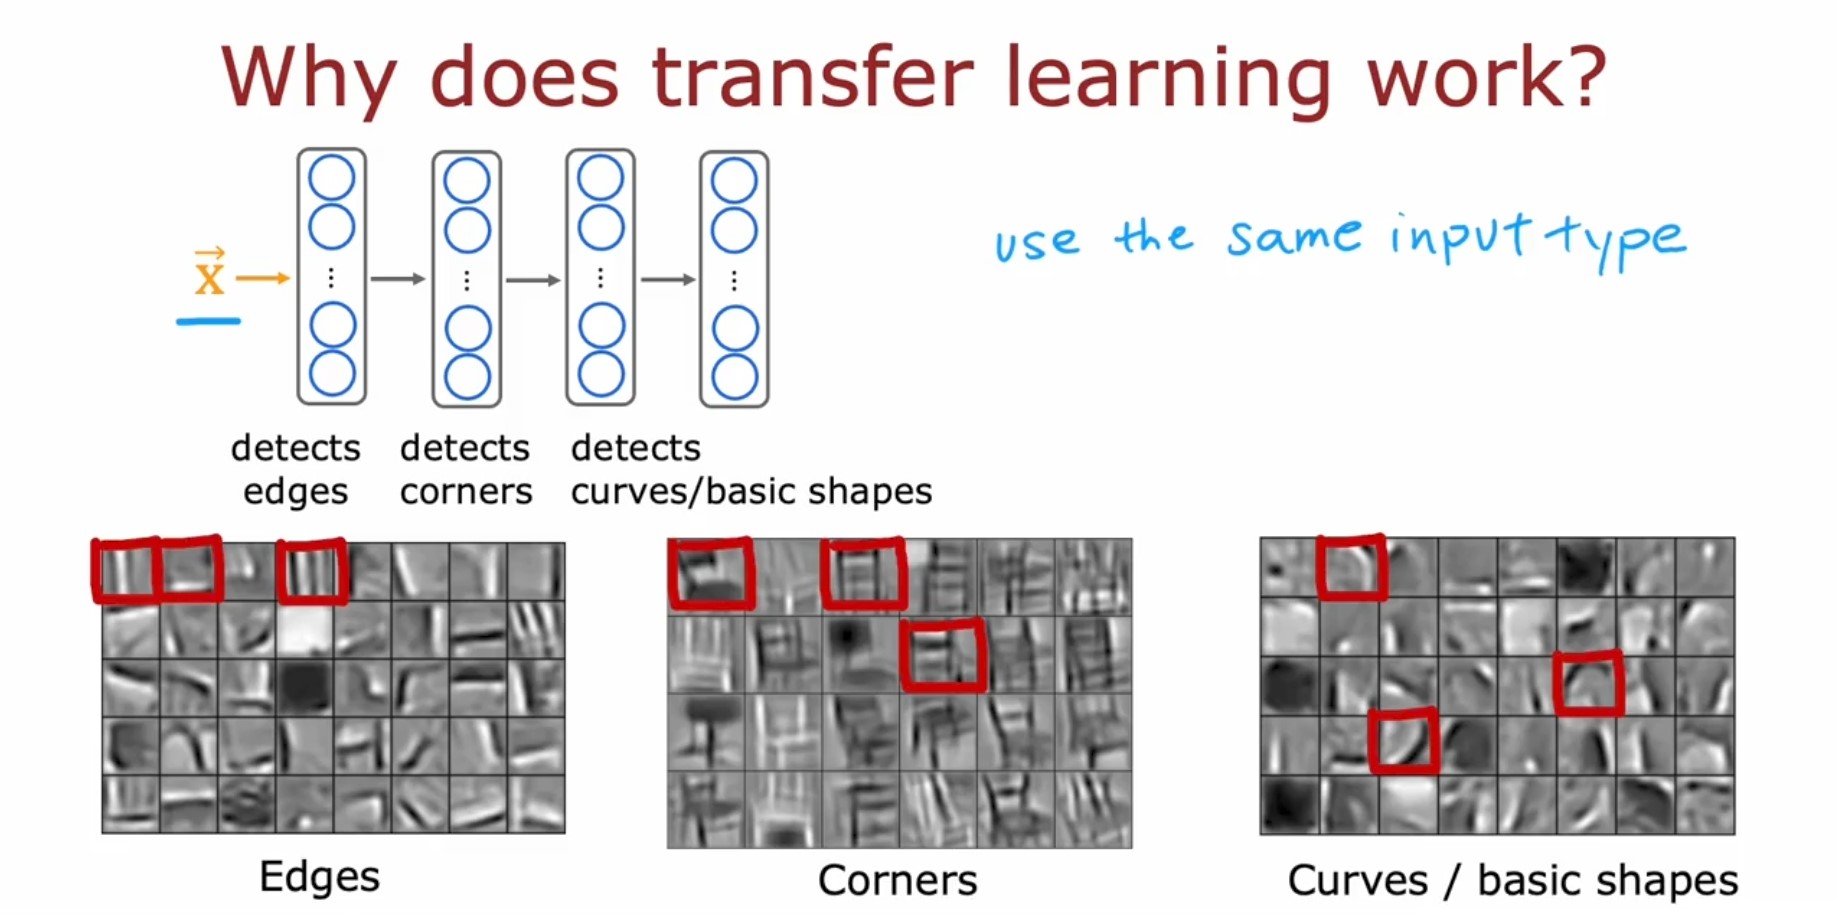 Why does transfer learning work?
x
use the same input type
detects edges
detects corners
detects curves/basic shapes
Edges
Corners
Curves / basic shapes